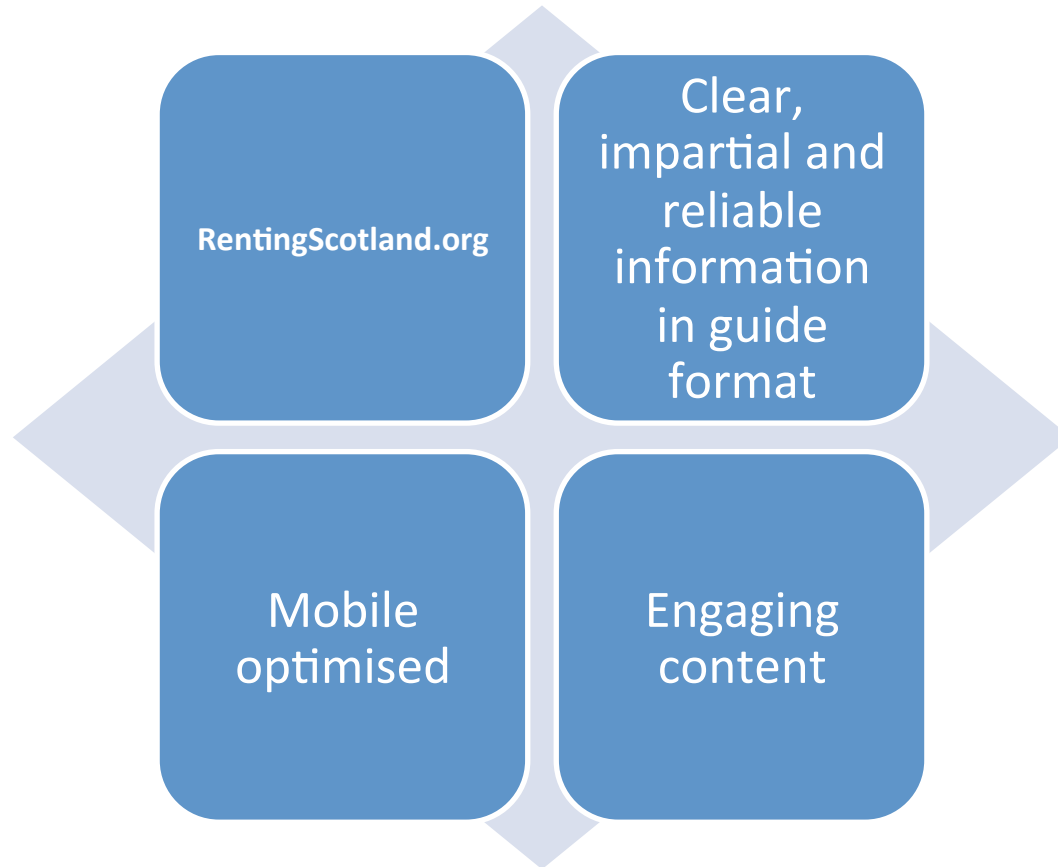 RentingScotland.org
Clear,
impartial and
reliable
information
in guide
format
Mobile
optimised
Engaging
content